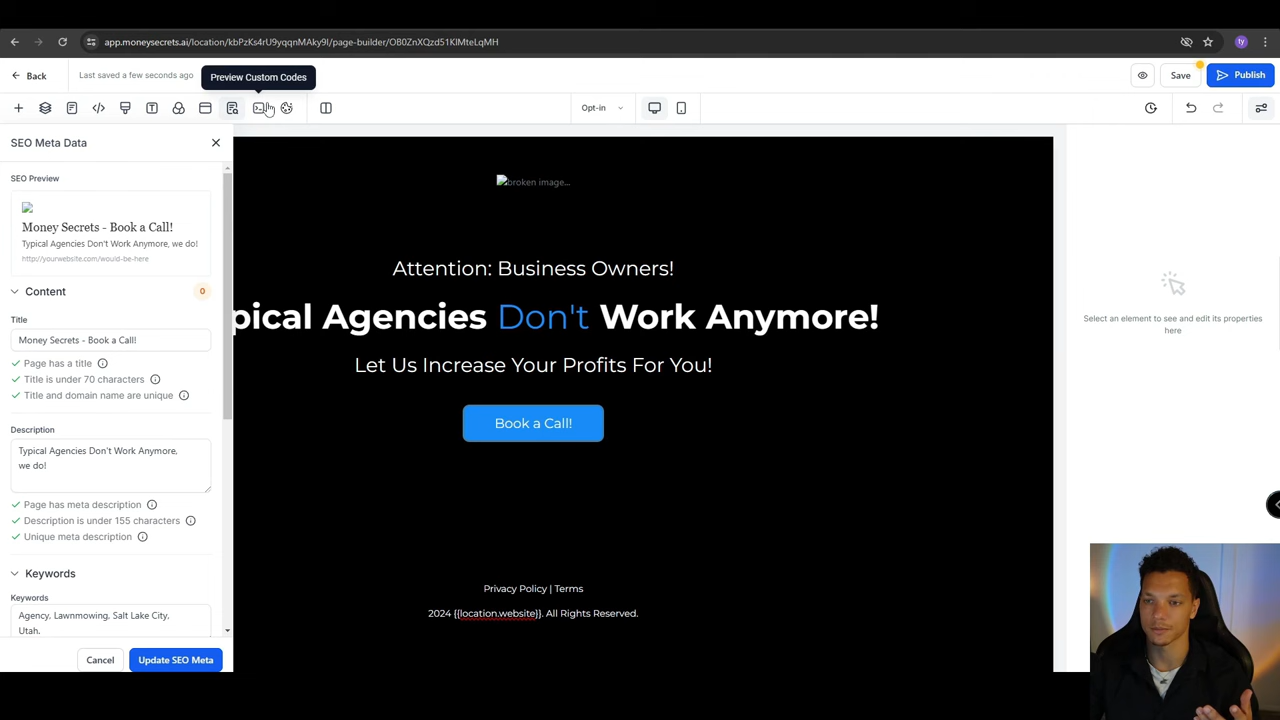 app.moneysecrets.ai/location/kbPzKs4rU9yqqnMAky9I/page-builder/O80ZnXQzd51KIMteLqMH
Back
Last saved a few seconds ago
Preview Custom Codes
Save
Publish
Opt-in
SEO Meta Data
SEO Preview
Money Secrets - Book a Call!
Typical Agencies Don't Work Anymore, we do!
http://yourwebsite.com/would-be-here
Content
0
Title
Money Secrets - Book a Call!
Page has a title
Title is under 70 characters
Title and domain name are unique
Description
Typical Agencies Don't Work Anymore,
we do!
Page has meta description
Description is under 155 characters
Unique meta description
Keywords
Keywords
Agency, Lawnmowing, Salt Lake City,
Utah.
Cancel
Update SEO Meta
broken image...
Attention: Business Owners!
pical Agencies Don't Work Anymore!
Let Us Increase Your Profits For You!
Book a Call!
Privacy Policy | Terms
2024 {{location.website}}. All Rights Reserved.
Select an element to see and edit its properties
here
ty